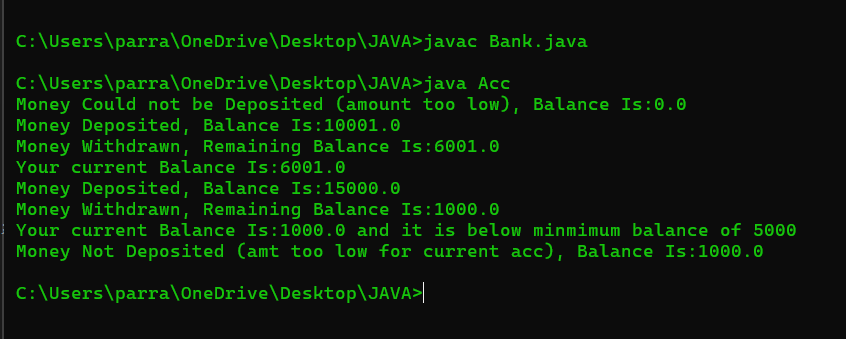 C:\Users\parra\OneDrive\Desktop\JAVA>javac Bank.java
C:\Users\parra\OneDrive\Desktop\JAVA>java Acc
Money Could not be Deposited (amount too low), Balance Is:0.0
Money Deposited, Balance Is:10001.0
Money Withdrawn, Remaining Balance Is:6001.0
Your current Balance Is:6001.0
Money Deposited, Balance Is:15000.0
Money Withdrawn, Remaining Balance Is:1000.0
Your current Balance Is:1000.0 and it is below minmimum balance of 5000
Money Not Deposited (amt too low for current acc), Balance Is:1000.0
C:\Users\parra\OneDrive\Desktop\JAVA>